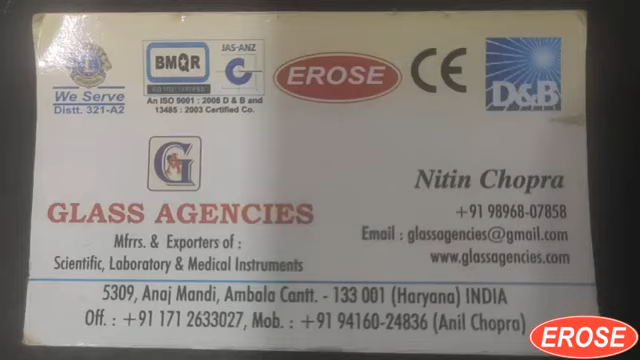 We Serve
Distt. 321-A2
BMQR
JAS-ANZ
C
An ISO 9001 : 2008 D & B and
13485 : 2003 Certified Co.
EROSE
CE
D&B
G
GLASS AGENCIES
Mfrrs. & Exporters of :
Scientific, Laboratory & Medical Instruments
Nitin Chopra
+91 98968-07858
Email : glassagencies@gmail.com
www.glassagencies.com
5309, Anaj Mandi, Ambala Cantt. - 133 001 (Haryana) INDIA
Off. : +91 171 2633027, Mob. : +91 94160-24836 (Anil Chopra)
EROSE